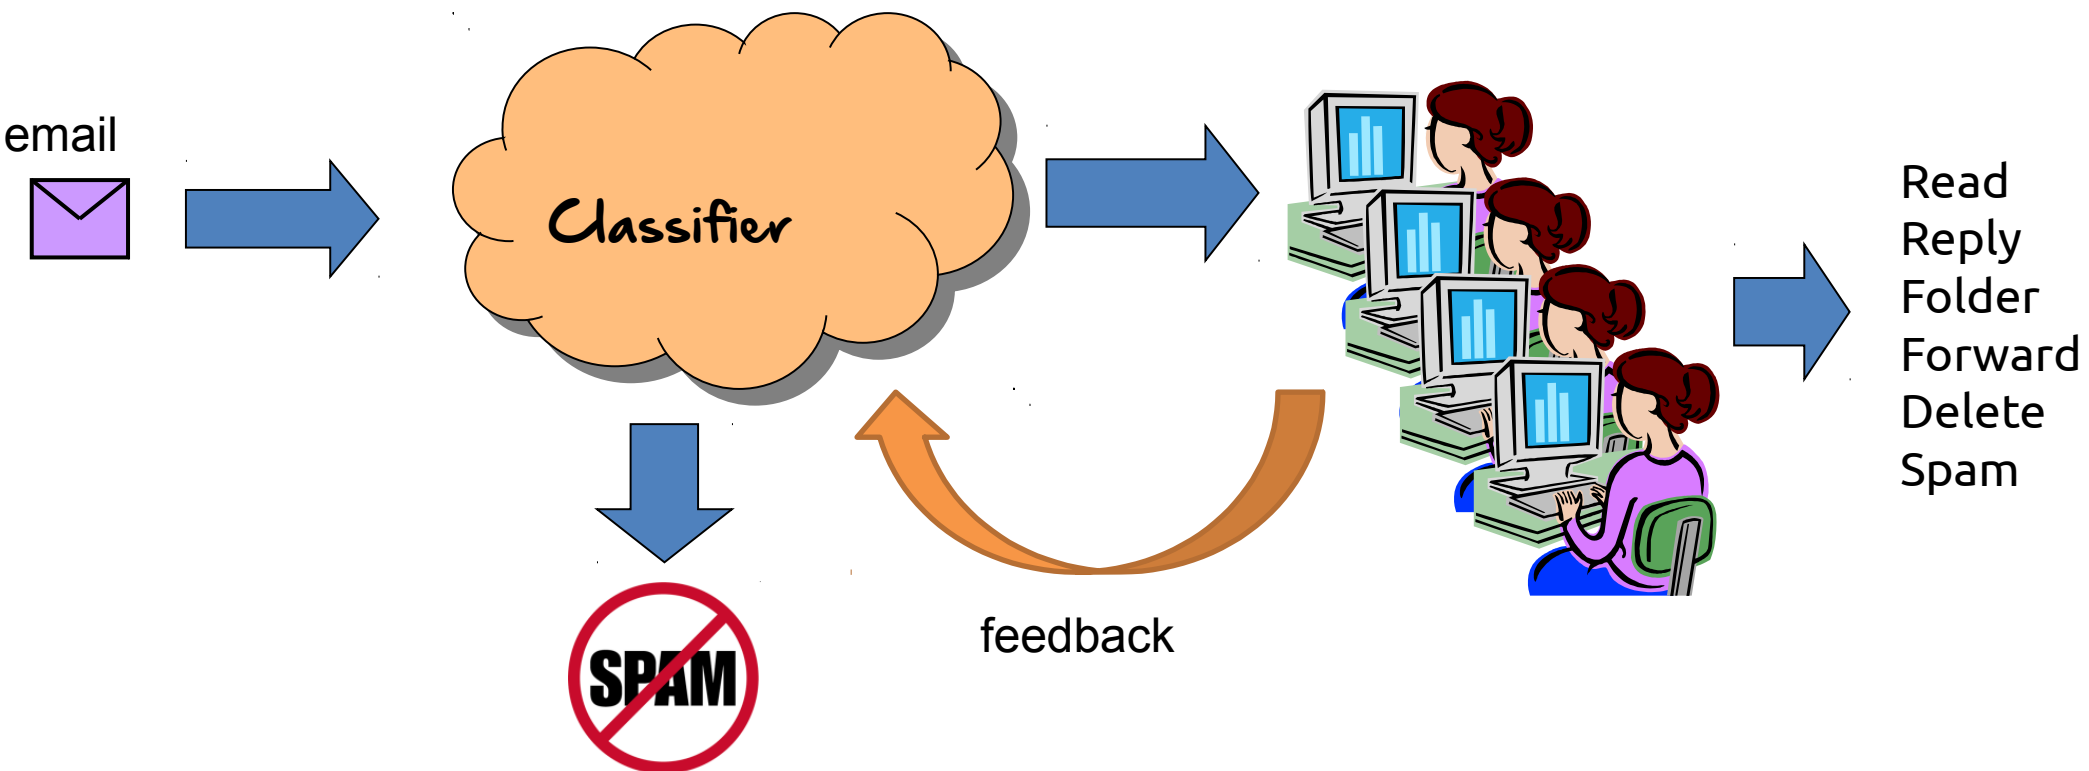 email
Classifier
Read
Reply
Folder
Forward
Delete
Spam
feedback
SPAM